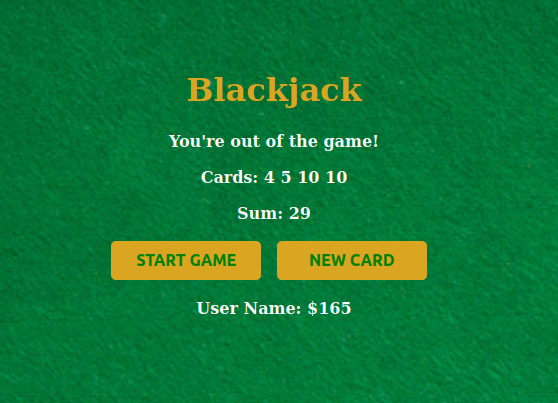 Blackjack
You're out of the game!
Cards: 4 5 10 10
Sum: 29
START GAME NEW CARD
User Name: $165